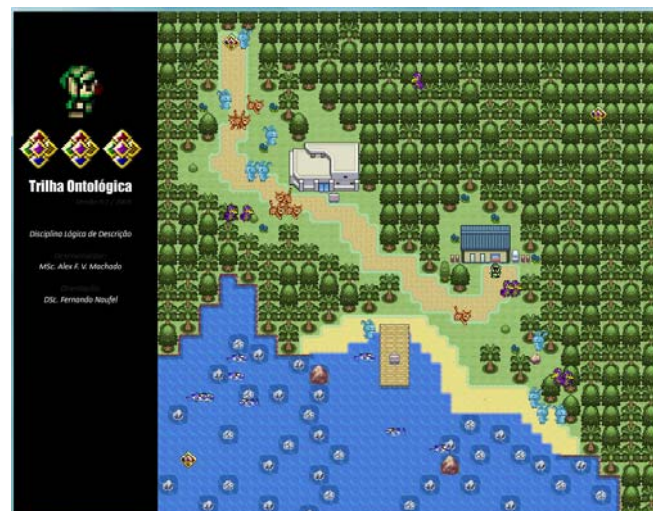 Trilha Ontológica
Disciplina Lógica de Descrição
MSc. Alex F. V. Machado
DSc. Fernando Naufel